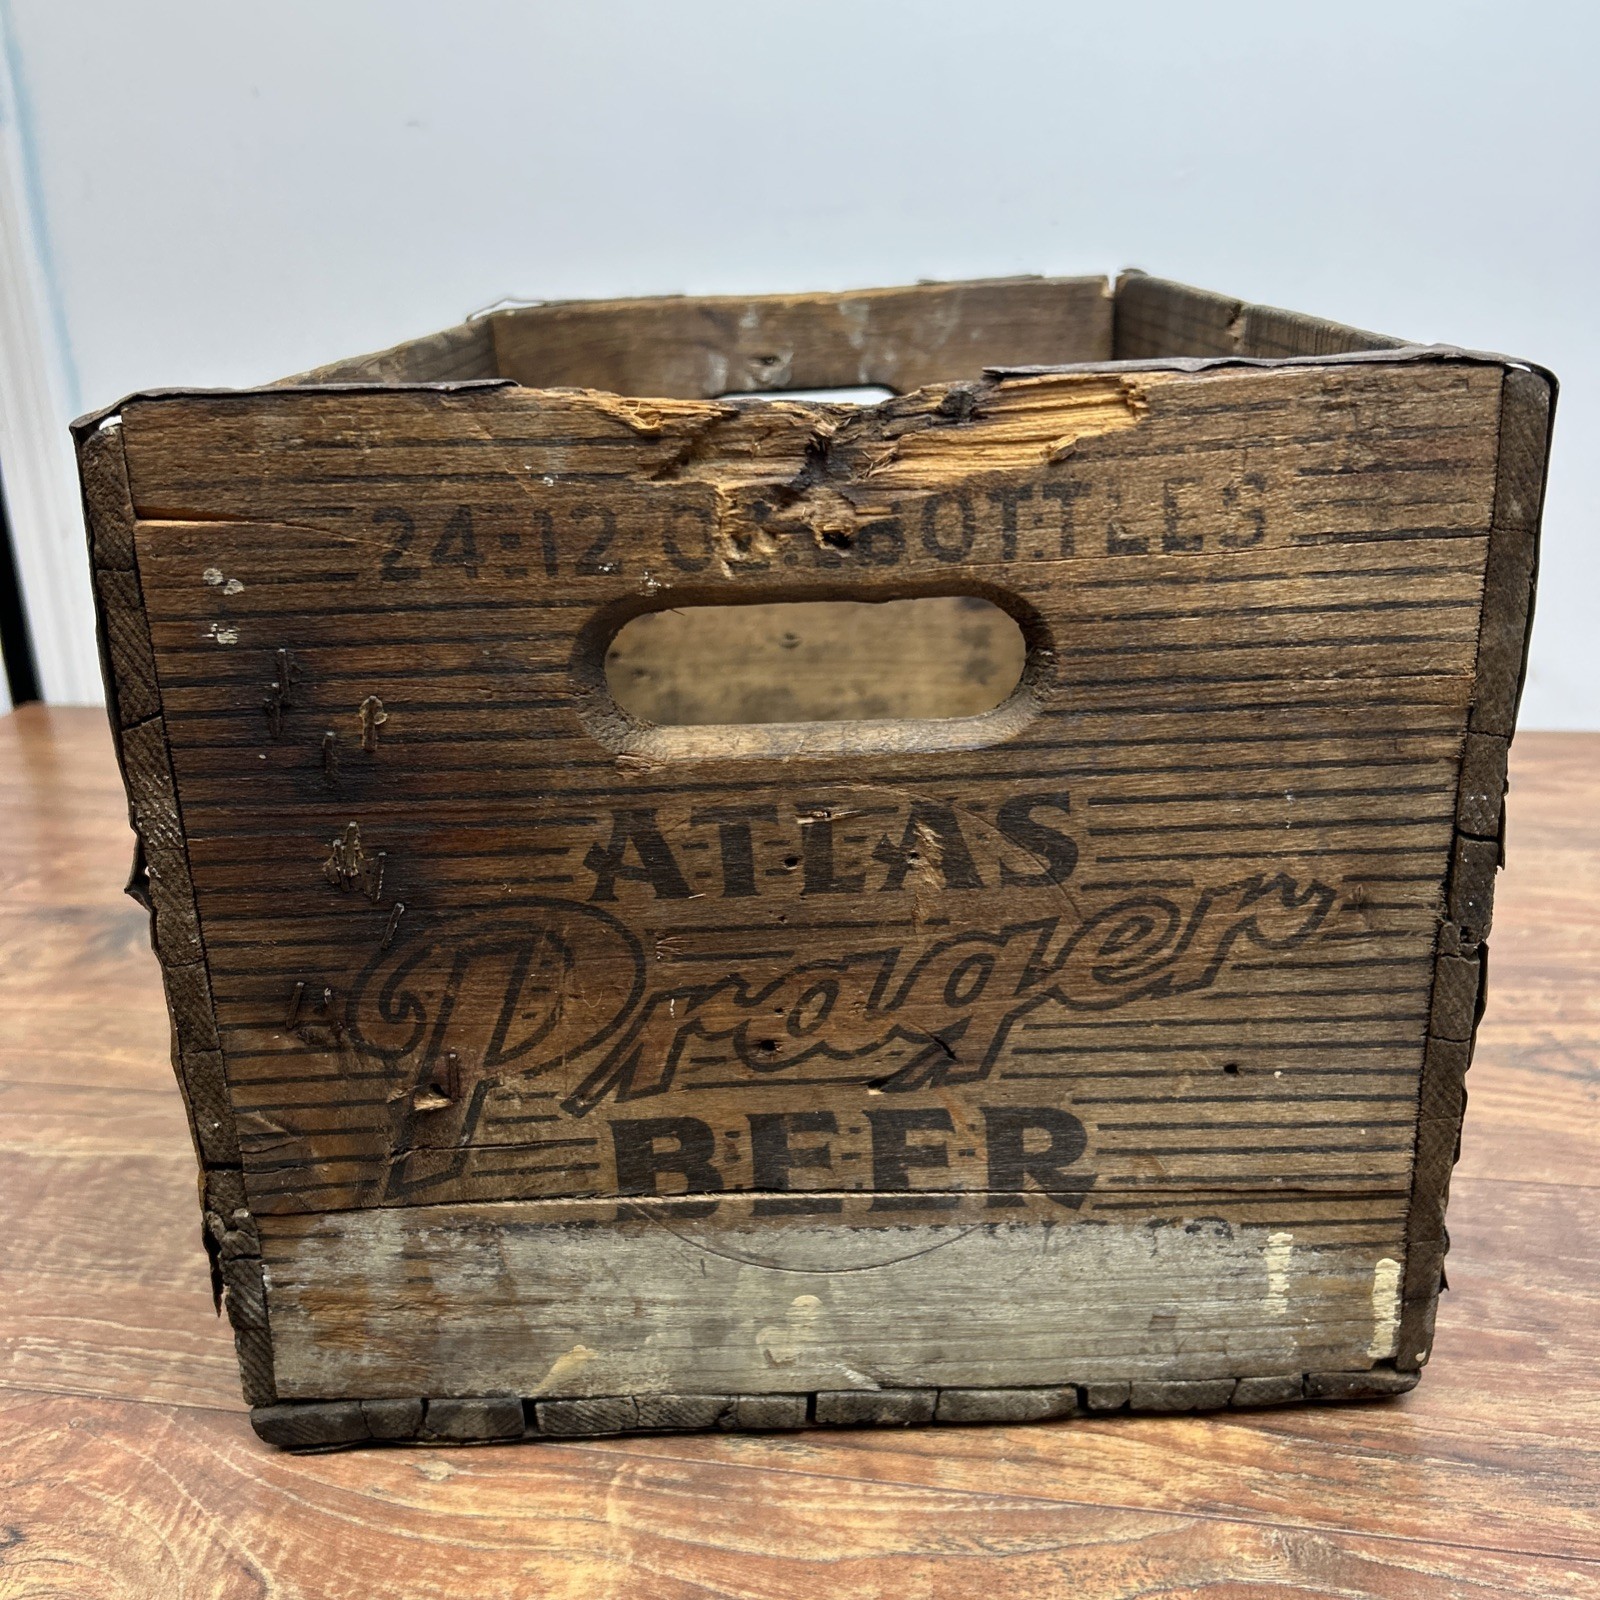 24-12 OZ. BOTTLES
ATLAS
Prager
BEER